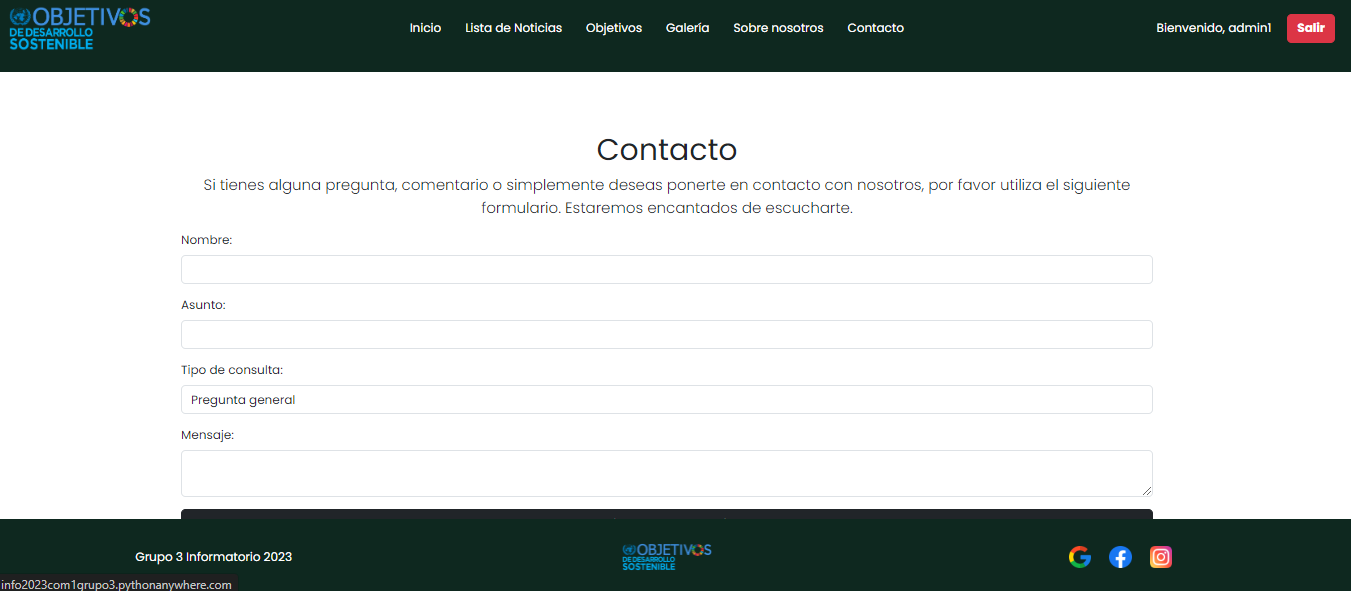 OBJETIVOS
DE DESARROLLO
SOSTENIBLE
Inicio Lista de Noticias Objetivos Galería Sobre nosotros Contacto
Bienvenido, admin1 Salir
Contacto
Si tienes alguna pregunta, comentario o simplemente deseas ponerte en contacto con nosotros, por favor utiliza el siguiente
formulario. Estaremos encantados de escucharte.
Nombre:
Asunto:
Tipo de consulta:
Pregunta general
Mensaje:
Grupo 3 Informatorio 2023
OBJETIVOS
DE DESARROLLO
SOSTENIBLE
info2023com1grupo3.pythonanywhere.com